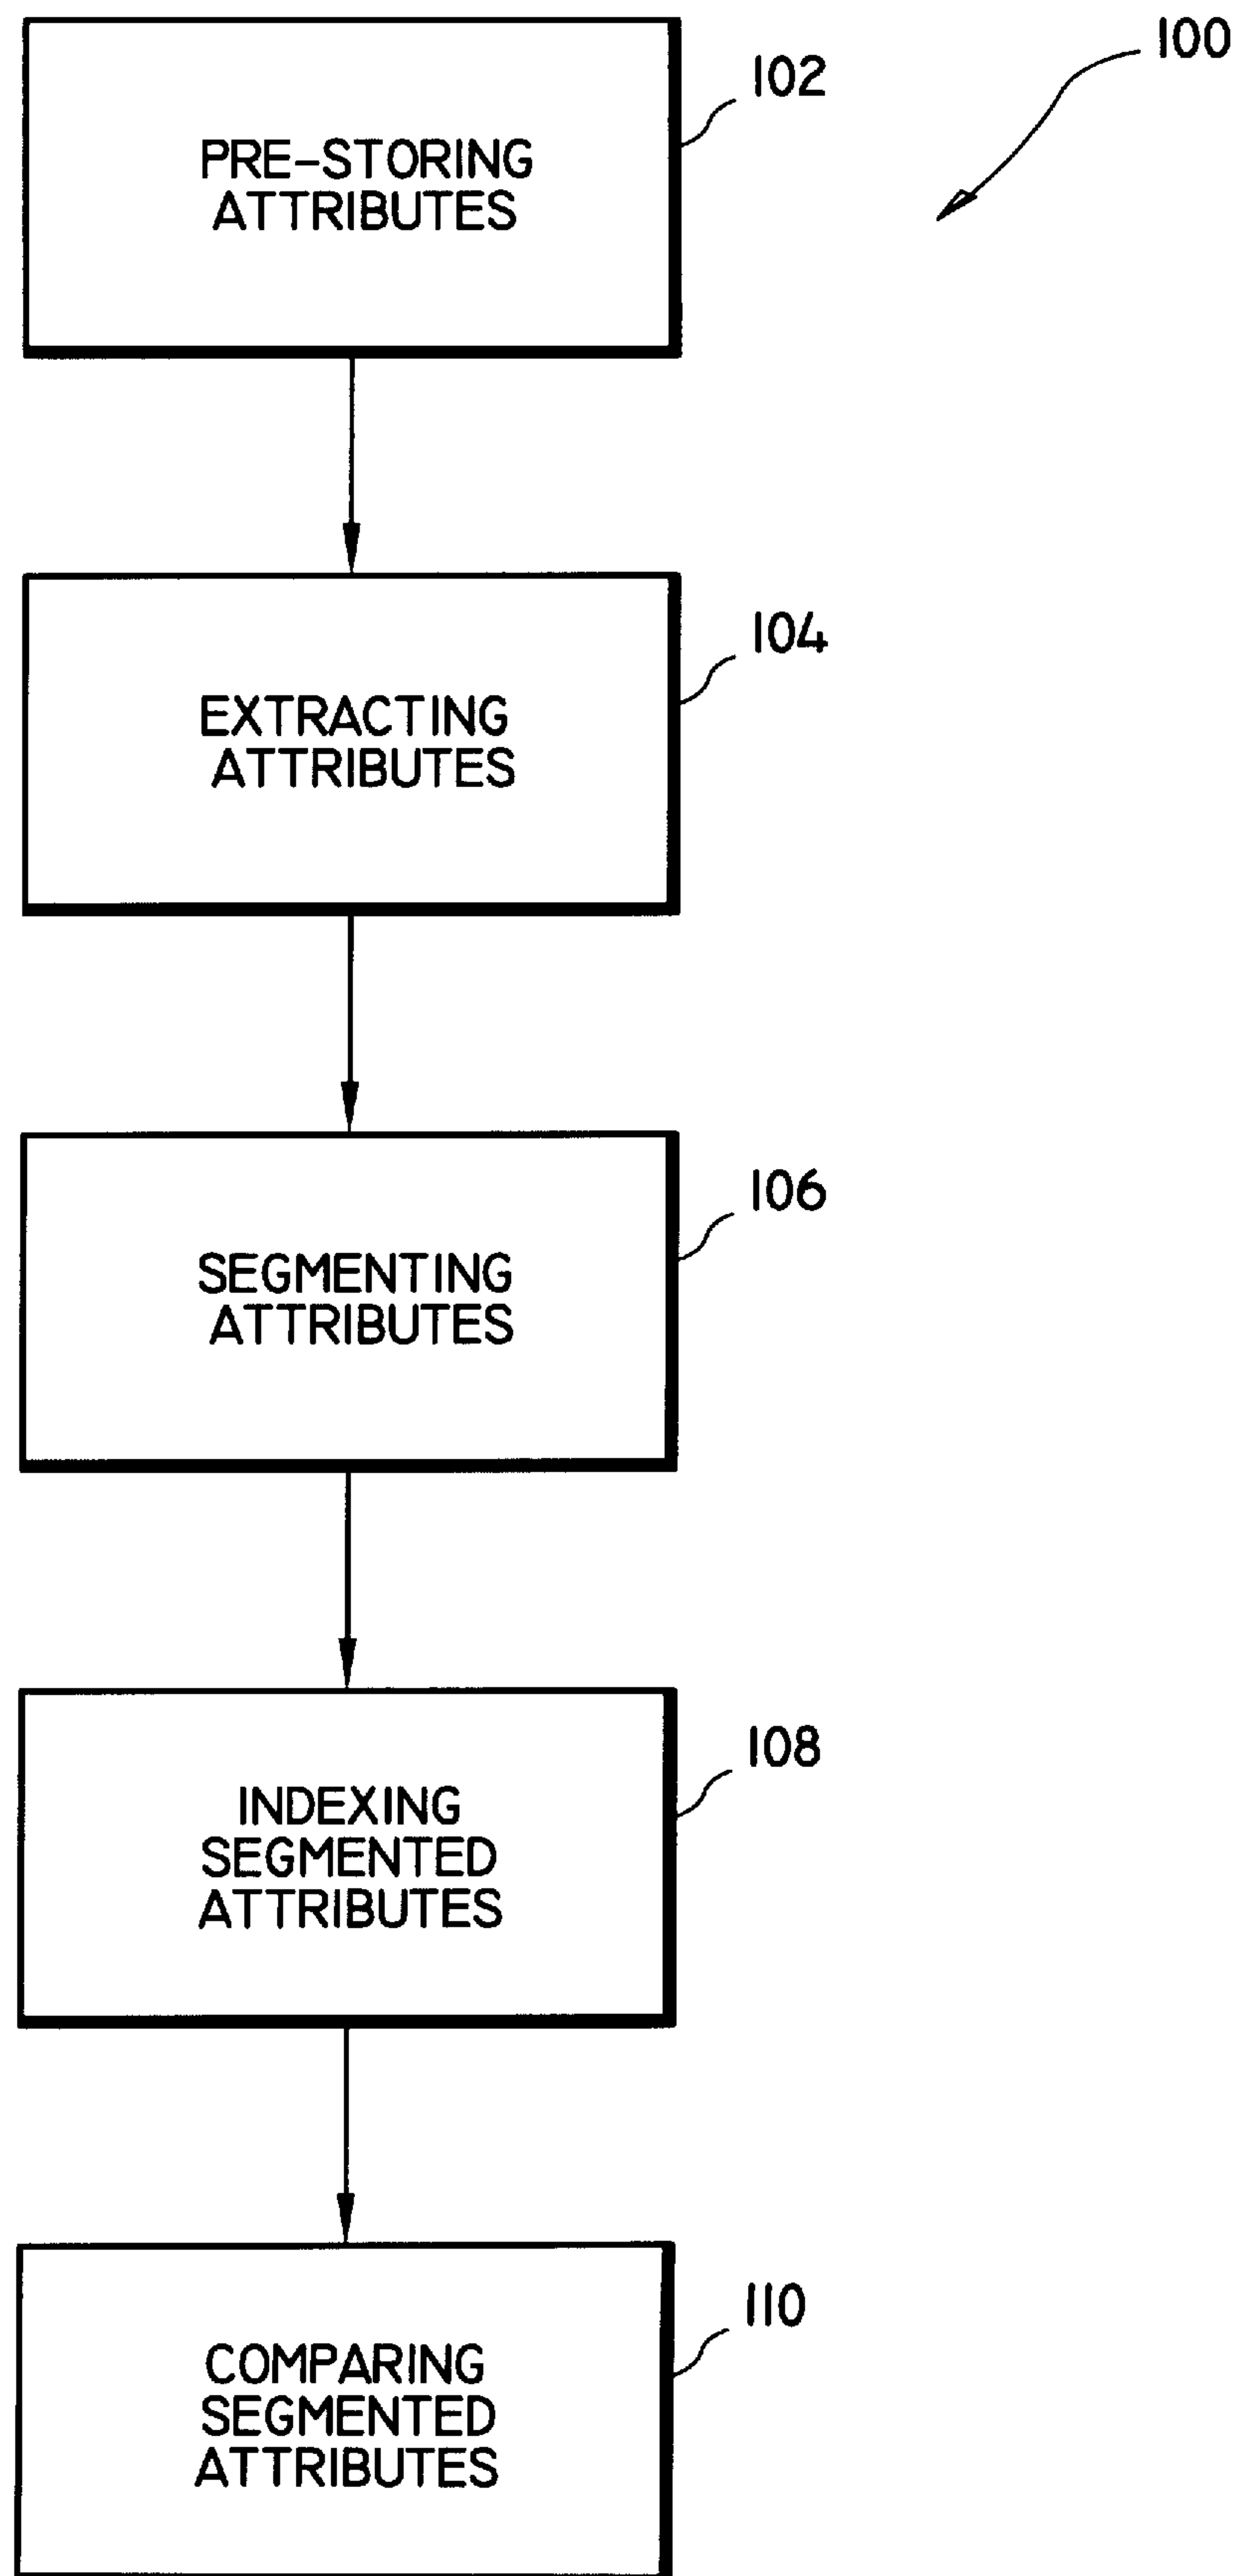 100
102
PRE-STORING
ATTRIBUTES
104
EXTRACTING
ATTRIBUTES
106
SEGMENTING
ATTRIBUTES
108
INDEXING
SEGMENTED
ATTRIBUTES
110
COMPARING
SEGMENTED
ATTRIBUTES